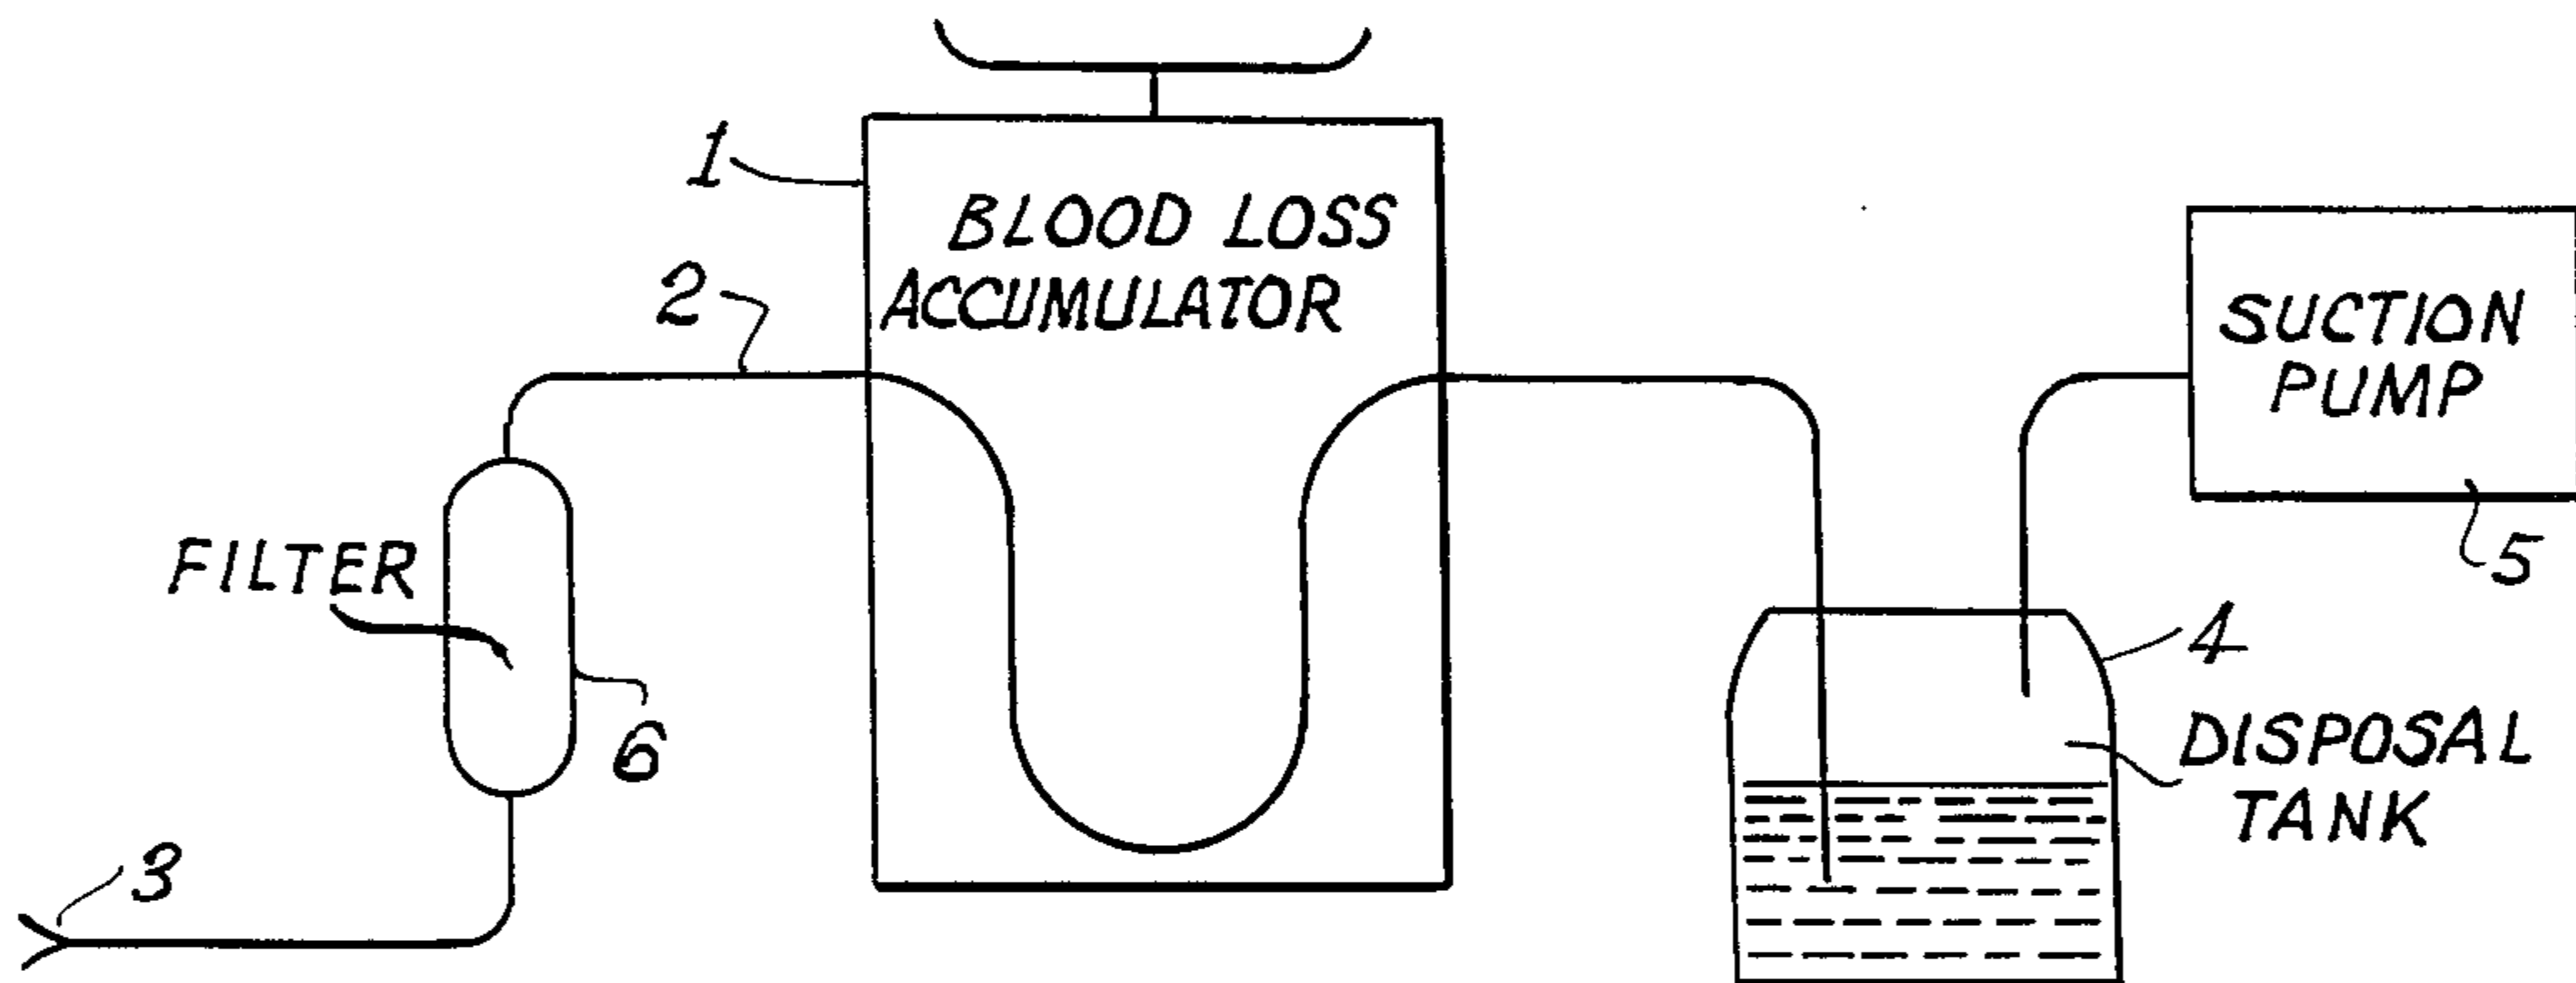 1
BLOOD LOSS
ACCUMULATOR
2
SUCTION
PUMP
5
FILTER
6
4
DISPOSAL
TANK
3